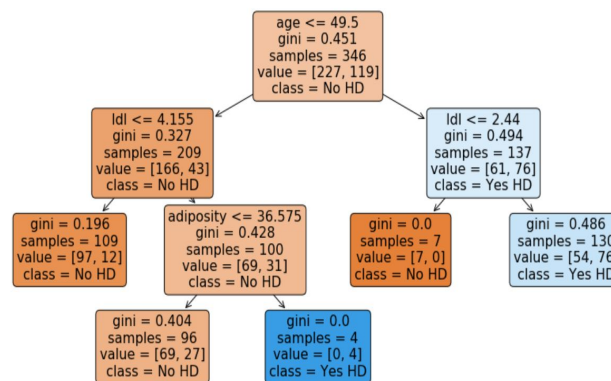 age <= 49.5
gini = 0.451
samples = 346
value = [227, 119]
class = No HD
ldl <= 4.155
gini = 0.327
samples = 209
value = [166, 43]
class = No HD
ldl <= 2.44
gini = 0.494
samples = 137
value = [61, 76]
class = Yes HD
gini = 0.196
samples = 109
value = [97, 12]
class = No HD
adiposity <= 36.575
gini = 0.428
samples = 100
value = [69, 31]
class = No HD
gini = 0.0
samples = 7
value = [7, 0]
class = No HD
gini = 0.486
samples = 130
value = [54, 76]
class = Yes HD
gini = 0.404
samples = 96
value = [69, 27]
class = No HD
gini = 0.0
samples = 4
value = [0, 4]
class = Yes HD